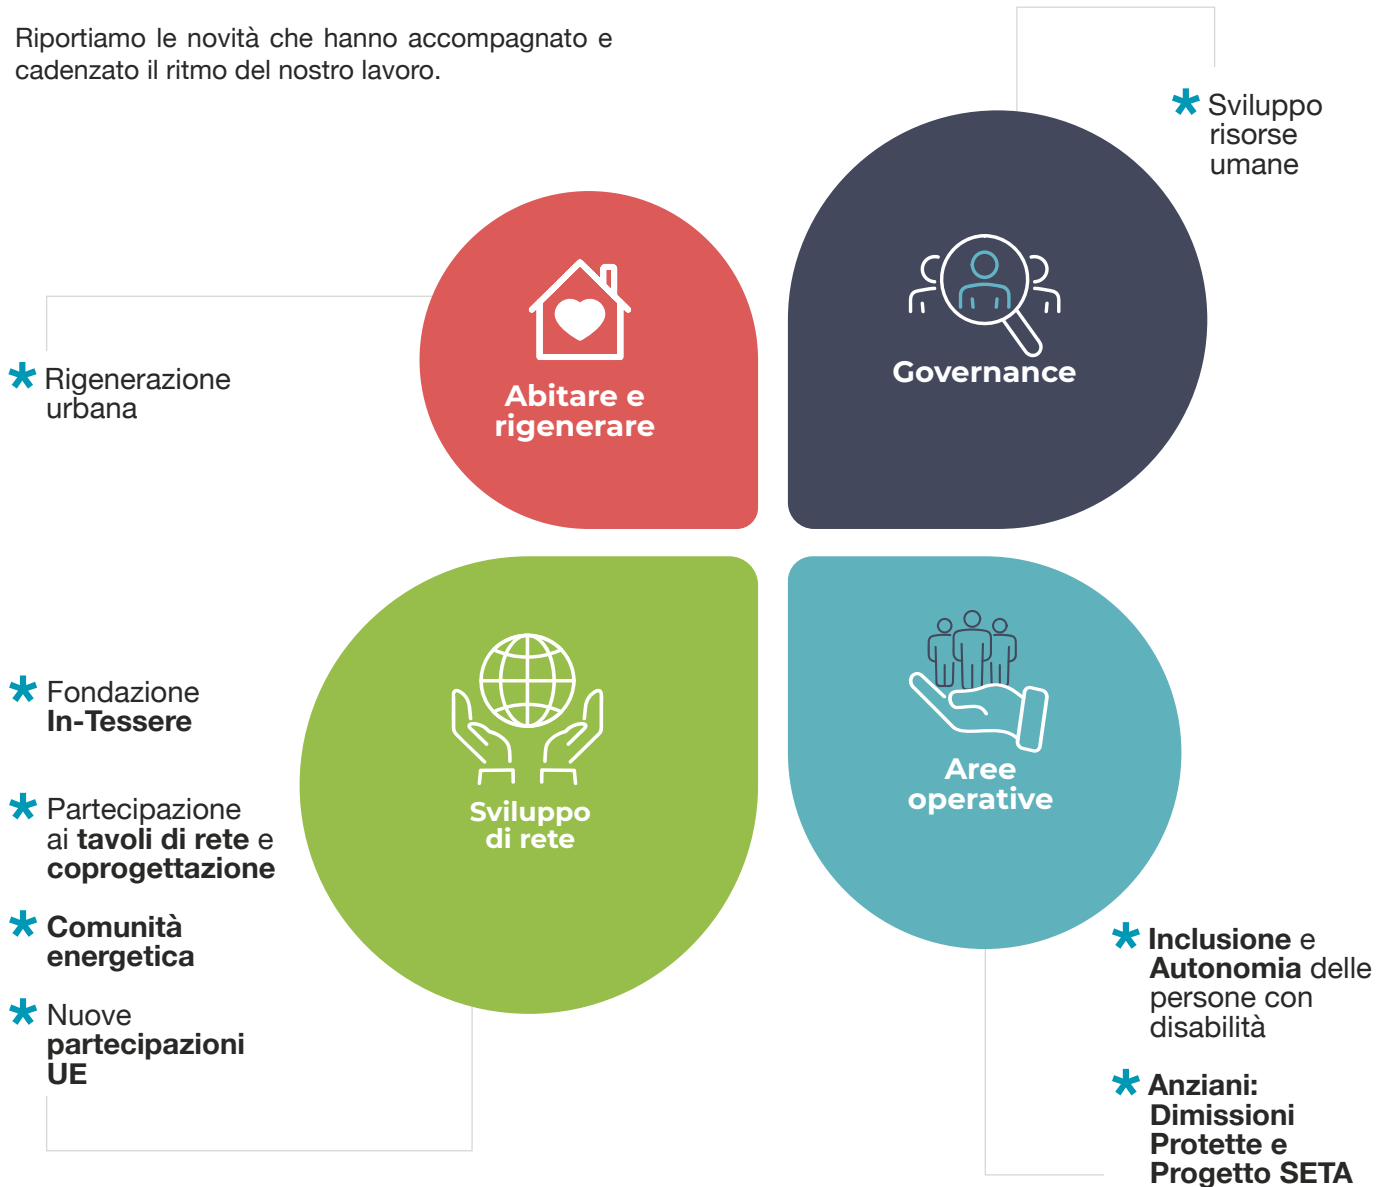 Riportiamo le novità che hanno accompagnato e
cadenzato il ritmo del nostro lavoro.
* Sviluppo
risorse
umane
Governance
Abitare e
rigenerare
* Rigenerazione
urbana
Sviluppo
di rete
* Fondazione
In-Tessere
* Partecipazione
ai tavoli di rete e
coprogettazione
* Comunità
energetica
* Nuove
partecipazioni
UE
Aree
operative
* Inclusione e
Autonomia delle
persone con
disabilità
* Anziani:
Dimissioni
Protette e
Progetto SETA